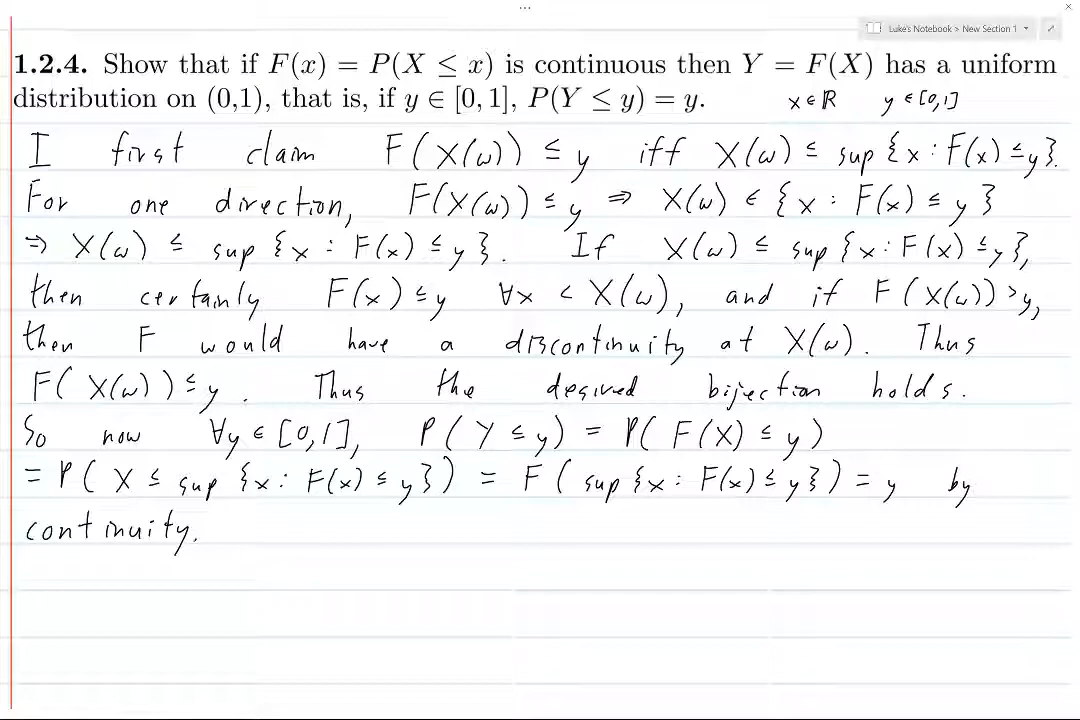 ...
Luke's Notebook > New Section 1
1.2.4. Show that if F(x) = P(X ≤ x) is continuous then Y = F(X) has a uniform
distribution on (0,1), that is, if y ∈ [0, 1], P(Y ≤ y) = y. x ∈ ℝ y ∈ [0,1]
I first claim F(X(ω)) ≤ y iff X(ω) ≤ sup {x : F(x) ≤ y}.
For one direction, F(X(ω)) ≤ y ⇒ X(ω) ∈ {x : F(x) ≤ y}
⇒ X(ω) ≤ sup {x : F(x) ≤ y}. If X(ω) ≤ sup {x : F(x) ≤ y},
then certainly F(x) ≤ y ∀x < X(ω), and if F(X(ω)) > y,
then F would have a discontinuity at X(ω). Thus
F(X(ω)) ≤ y. Thus the desired bijection holds.
So now ∀y ∈ [0,1], P(Y ≤ y) = P(F(X) ≤ y)
= P(X ≤ sup {x : F(x) ≤ y}) = F(sup {x : F(x) ≤ y}) = y by
continuity.